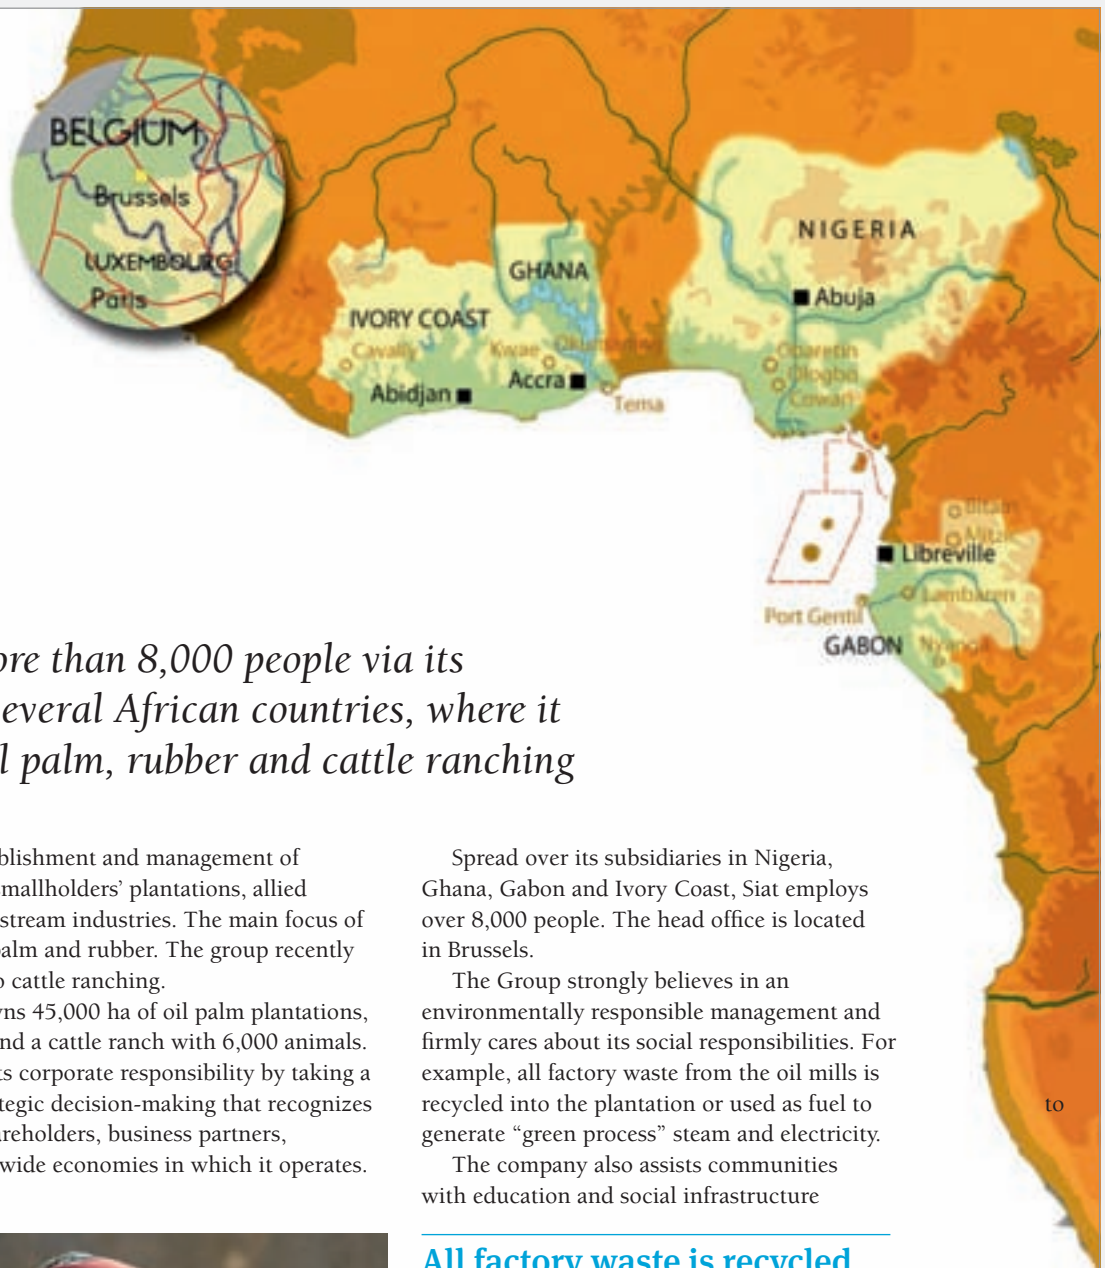 BELGIUM
Brussels
LUXEMBOURG
Paris
NIGERIA
Abuja
GHANA
IVORY COAST
Cavally
Kwae
Abidjan
Accra
Tema
Ologbo
Libreville
Port Gentil
GABON
Nyanga
ore than 8,000 people via its
everal African countries, where it
l palm, rubber and cattle ranching
blishment and management of
mallholders’ plantations, allied
stream industries. The main focus of
alm and rubber. The group recently
o cattle ranching.
wns 45,000 ha of oil palm plantations,
nd a cattle ranch with 6,000 animals.
ts corporate responsibility by taking a
tegic decision-making that recognizes
areholders, business partners,
wide economies in which it operates.
Spread over its subsidiaries in Nigeria,
Ghana, Gabon and Ivory Coast, Siat employs
over 8,000 people. The head office is located
in Brussels.
The Group strongly believes in an
environmentally responsible management and
firmly cares about its social responsibilities. For
example, all factory waste from the oil mills is
recycled into the plantation or used as fuel to
generate “green process” steam and electricity.
The company also assists communities
with education and social infrastructure
to
All factory waste is recycled